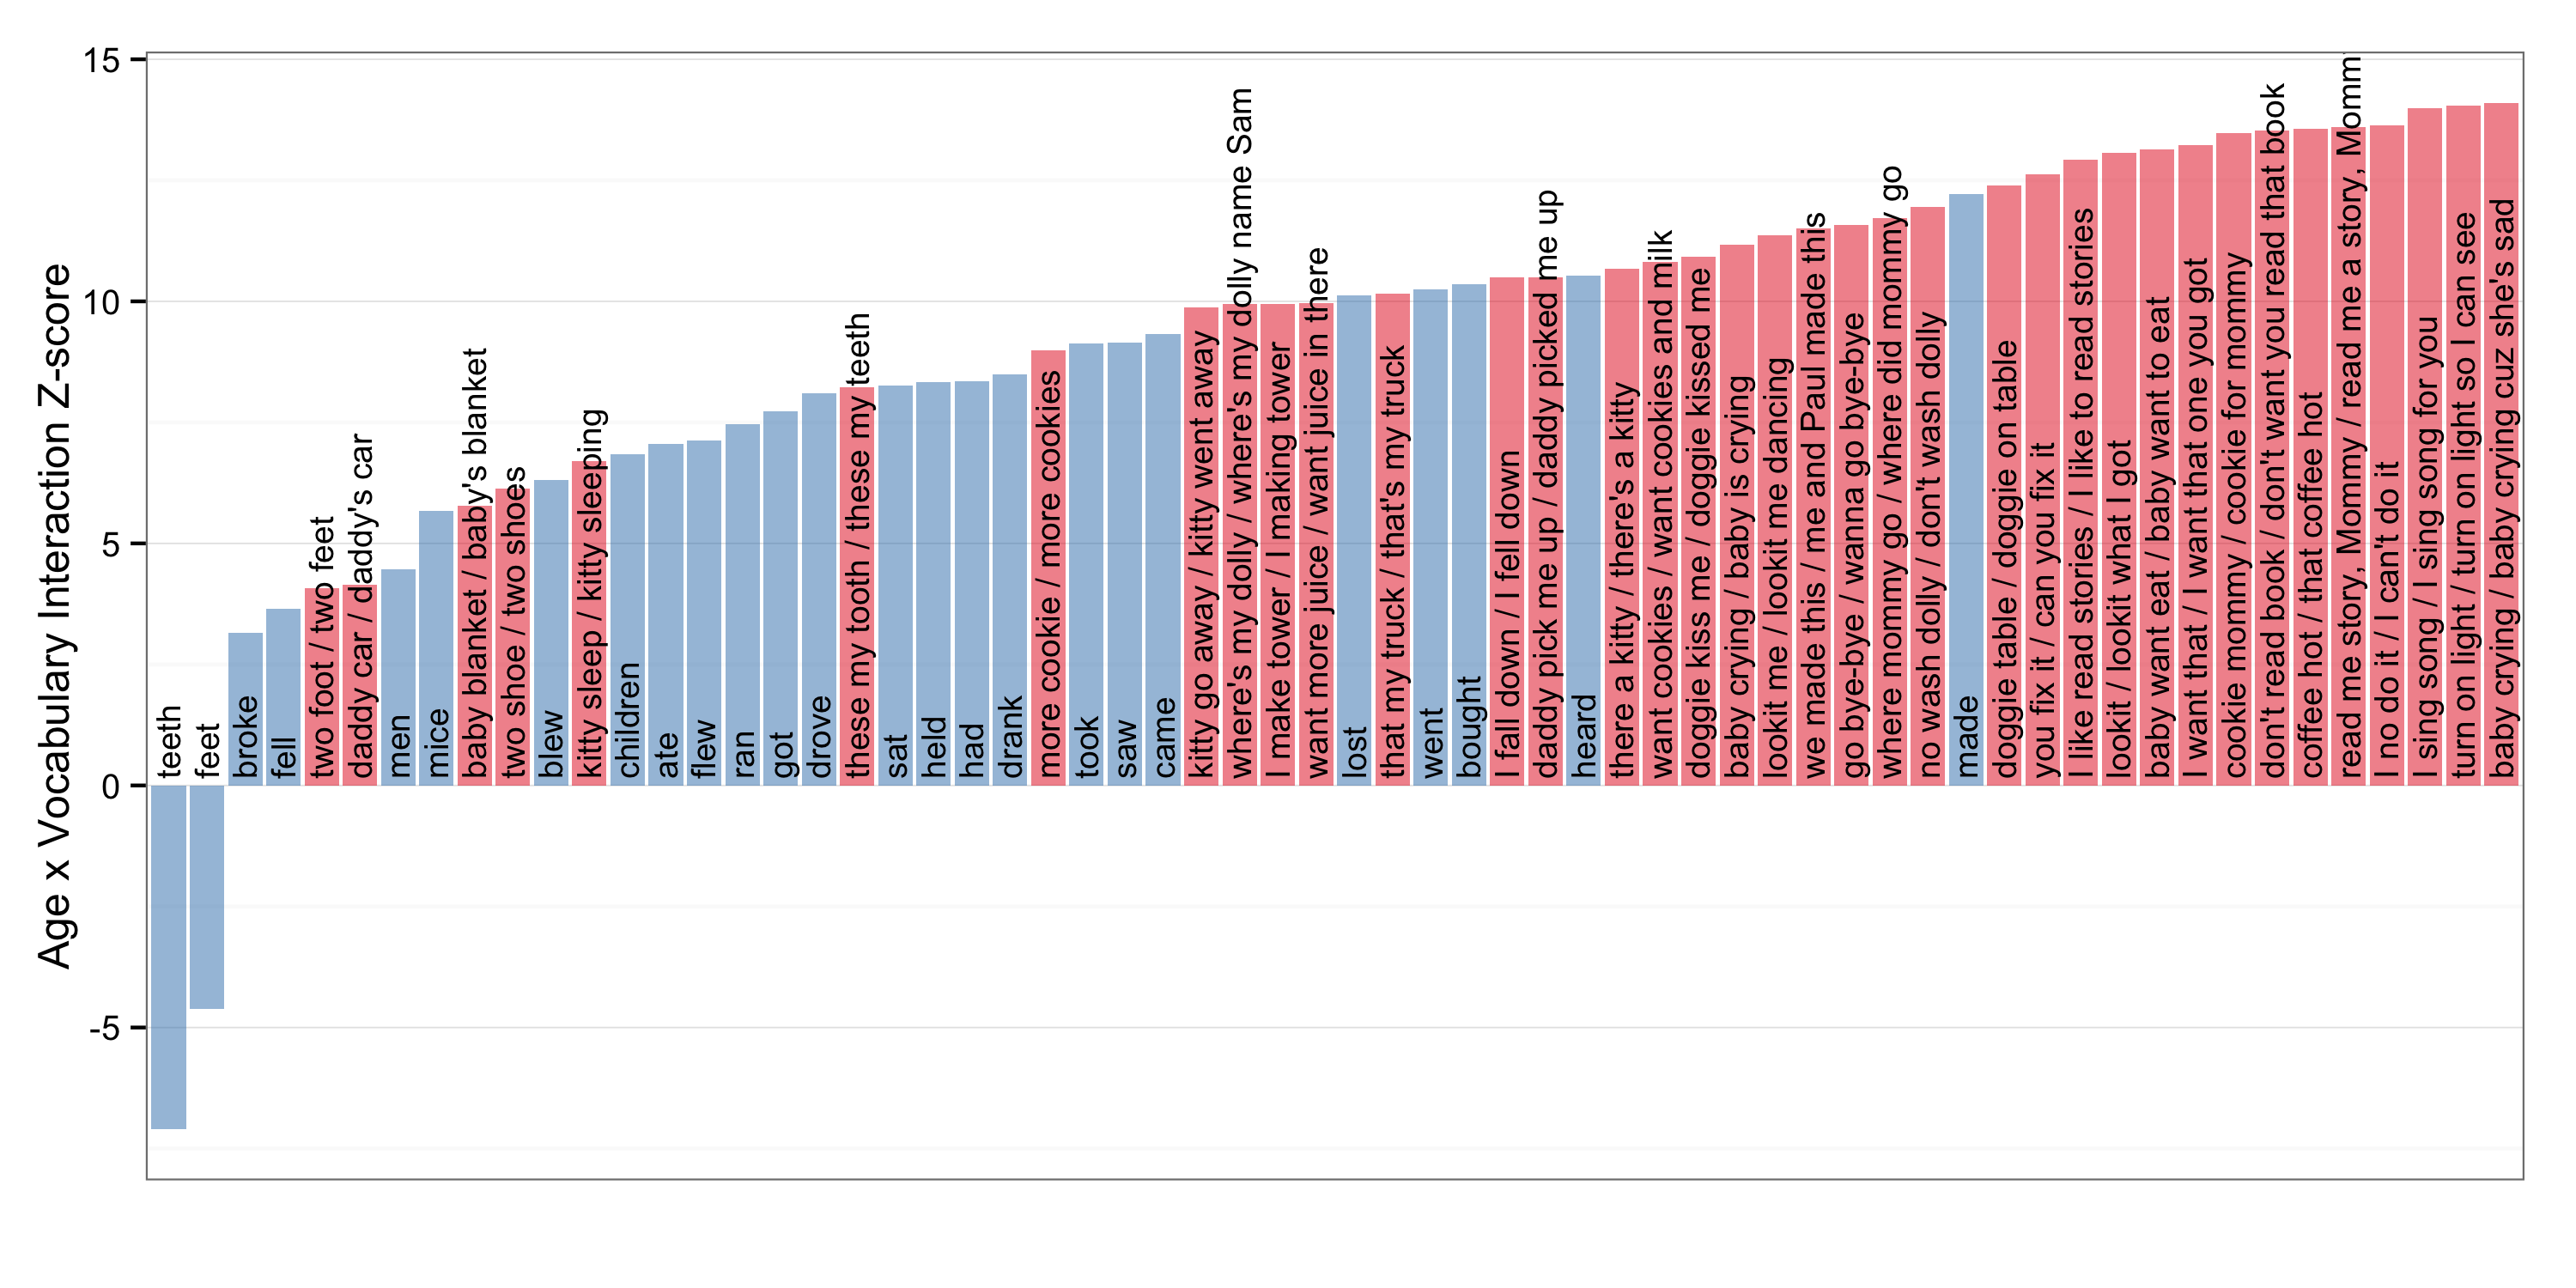 Age x Vocabulary Interaction Z-score
15
10
5
0
-5
teeth
feet
broke
fell
two foot / two feet
daddy car / daddy's car
men
mice
baby blanket / baby's blanket
two shoe / two shoes
blew
kitty sleep / kitty sleeping
children
ate
flew
ran
got
drove
these my tooth / these my teeth
sat
held
had
drank
more cookie / more cookies
took
saw
came
kitty go away / kitty went away
where's my dolly / where's my dolly name Sam
I make tower / I making tower
want more juice / want juice in there
lost
that my truck / that's my truck
went
bought
I fall down / I fell down
daddy pick me up / daddy picked me up
heard
there a kitty / there's a kitty
want cookies / want cookies and milk
doggie kiss me / doggie kissed me
baby crying / baby is crying
lookit me / lookit me dancing
we made this / me and Paul made this
go bye-bye / wanna go bye-bye
where mommy go / where did mommy go
no wash dolly / don't wash dolly
made
doggie table / doggie on table
you fix it / can you fix it
I like read stories / I like to read stories
lookit / lookit what I got
baby want eat / baby want to eat
I want that / I want that one you got
cookie mommy / cookie for mommy
don't read book / don't want you read that book
coffee hot / that coffee hot
read me story, Mommy / read me a story, Momm
I no do it / I can't do it
I sing song / I sing song for you
turn on light / turn on light so I can see
baby crying / baby crying cuz she's sad